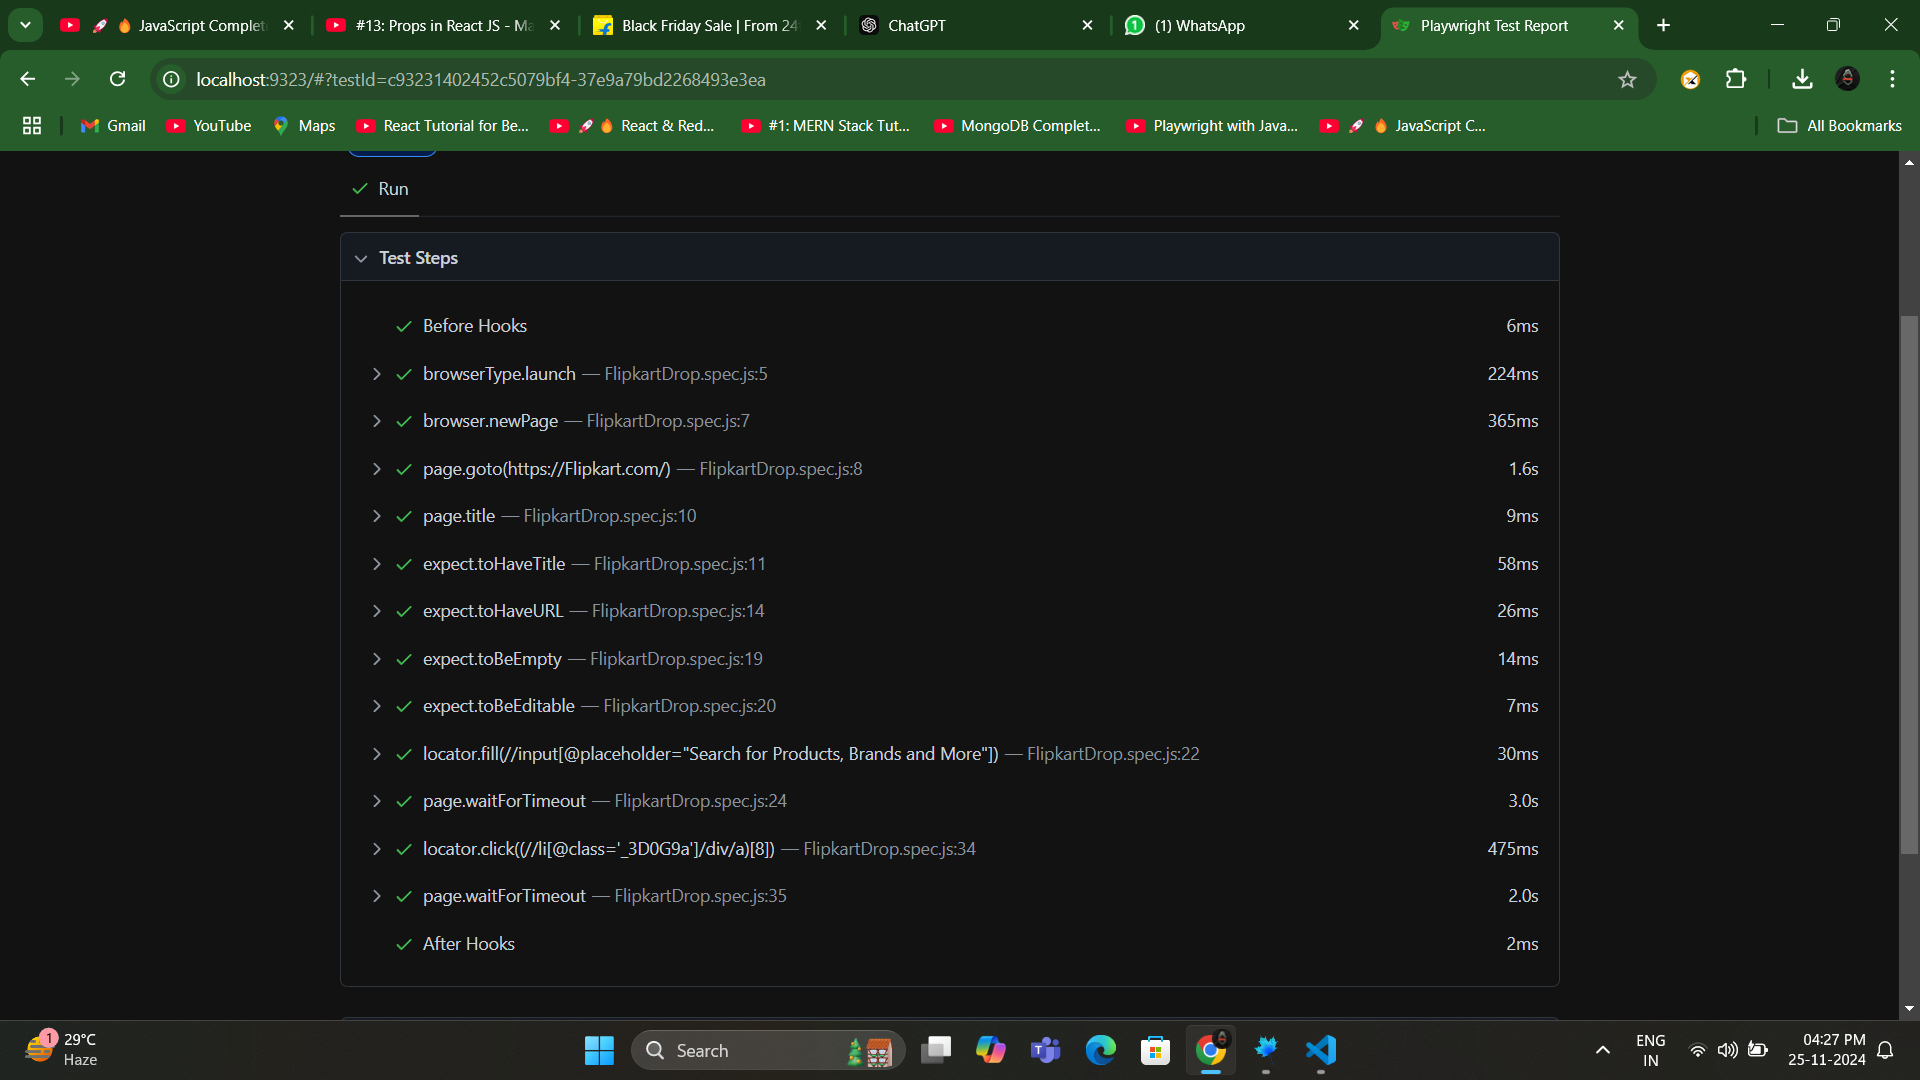 JavaScript Complet
#13: Props in React JS - Ma
Black Friday Sale | From 24
ChatGPT
(1) WhatsApp
Playwright Test Report
localhost:9323/#?testId=c93231402452c5079bf4-37e9a79bd2268493e3ea
Gmail
YouTube
Maps
React Tutorial for Be...
React & Red...
#1: MERN Stack Tut...
MongoDB Complet...
Playwright with Java...
JavaScript C...
All Bookmarks
Run
Test Steps
Before Hooks 6ms
browserType.launch — FlipkartDrop.spec.js:5 224ms
browser.newPage — FlipkartDrop.spec.js:7 365ms
page.goto(https://Flipkart.com/) — FlipkartDrop.spec.js:8 1.6s
page.title — FlipkartDrop.spec.js:10 9ms
expect.toHaveTitle — FlipkartDrop.spec.js:11 58ms
expect.toHaveURL — FlipkartDrop.spec.js:14 26ms
expect.toBeEmpty — FlipkartDrop.spec.js:19 14ms
expect.toBeEditable — FlipkartDrop.spec.js:20 7ms
locator.fill(//input[@placeholder="Search for Products, Brands and More"]) — FlipkartDrop.spec.js:22 30ms
page.waitForTimeout — FlipkartDrop.spec.js:24 3.0s
locator.click((//li[@class='_3D0G9a']/div/a)[8]) — FlipkartDrop.spec.js:34 475ms
page.waitForTimeout — FlipkartDrop.spec.js:35 2.0s
After Hooks 2ms
1
29°C
Haze
Search
ENG
IN
04:27 PM
25-11-2024